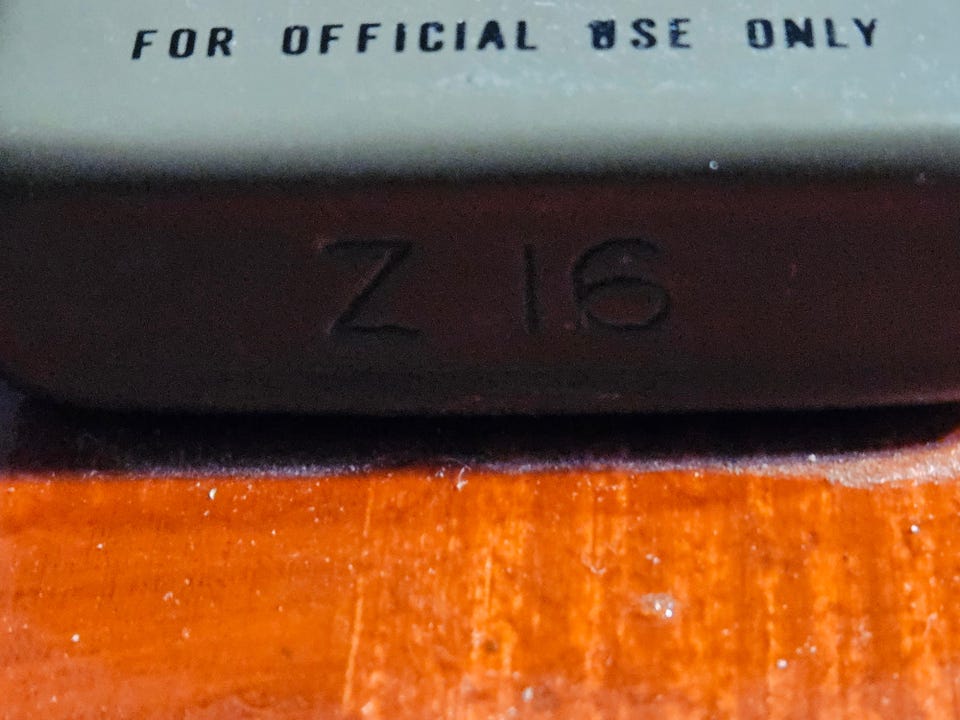 FOR OFFICIAL USE ONLY
Z 16